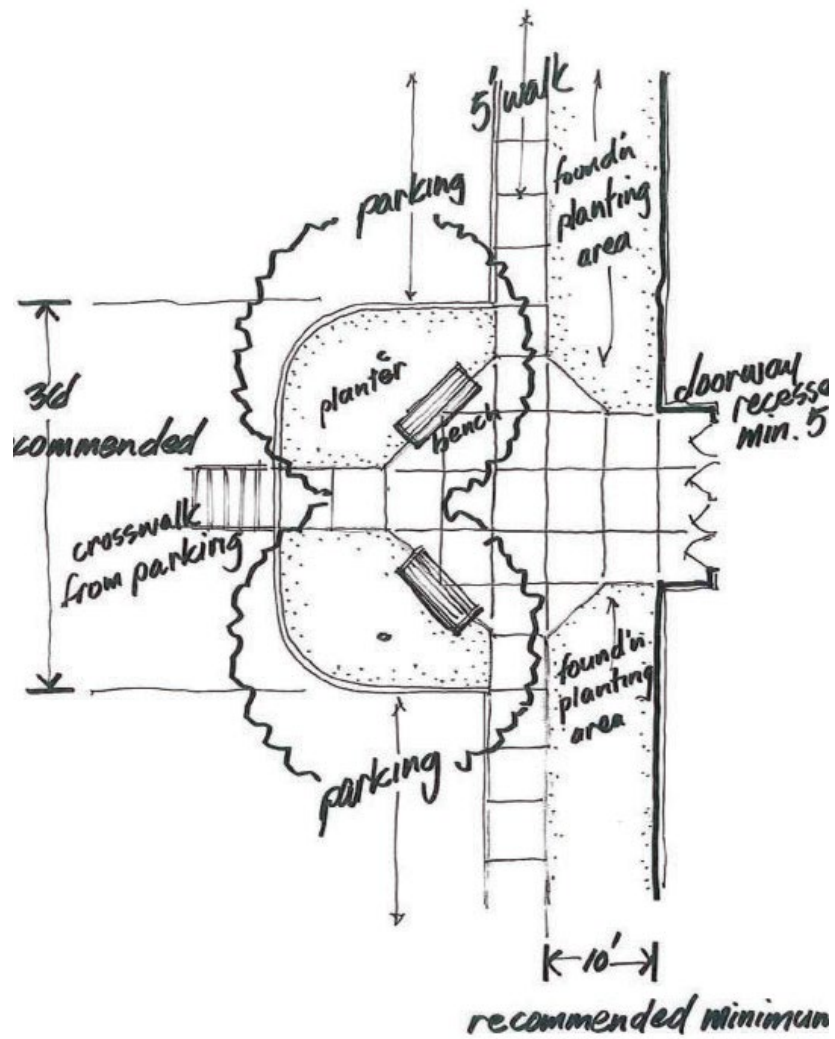 5' walk
parking
found'n
planting
area
36'
commended
planter
bench
doorway
recesse
min. 5
crosswalk
from parking
found'n
planting
area
parking
10'
recommended minimum